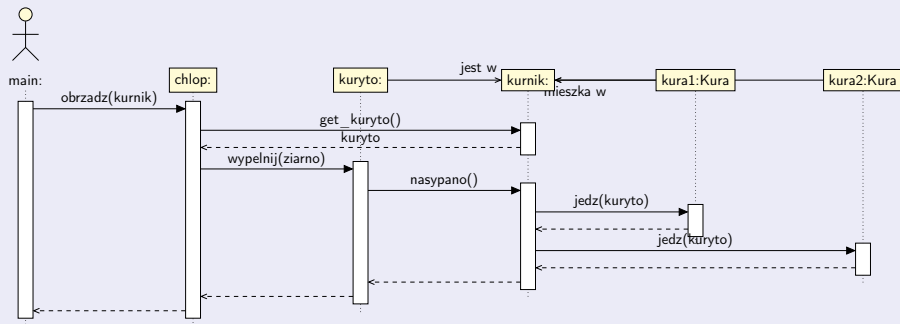 main:
chlop:
kuryto:
jest w
kurnik:
mieszka w
kura1:Kura
kura2:Kura
obrzadz(kurnik)
get_kuryto()
kuryto
wypelnij(ziarno)
nasypano()
jedz(kuryto)
jedz(kuryto)